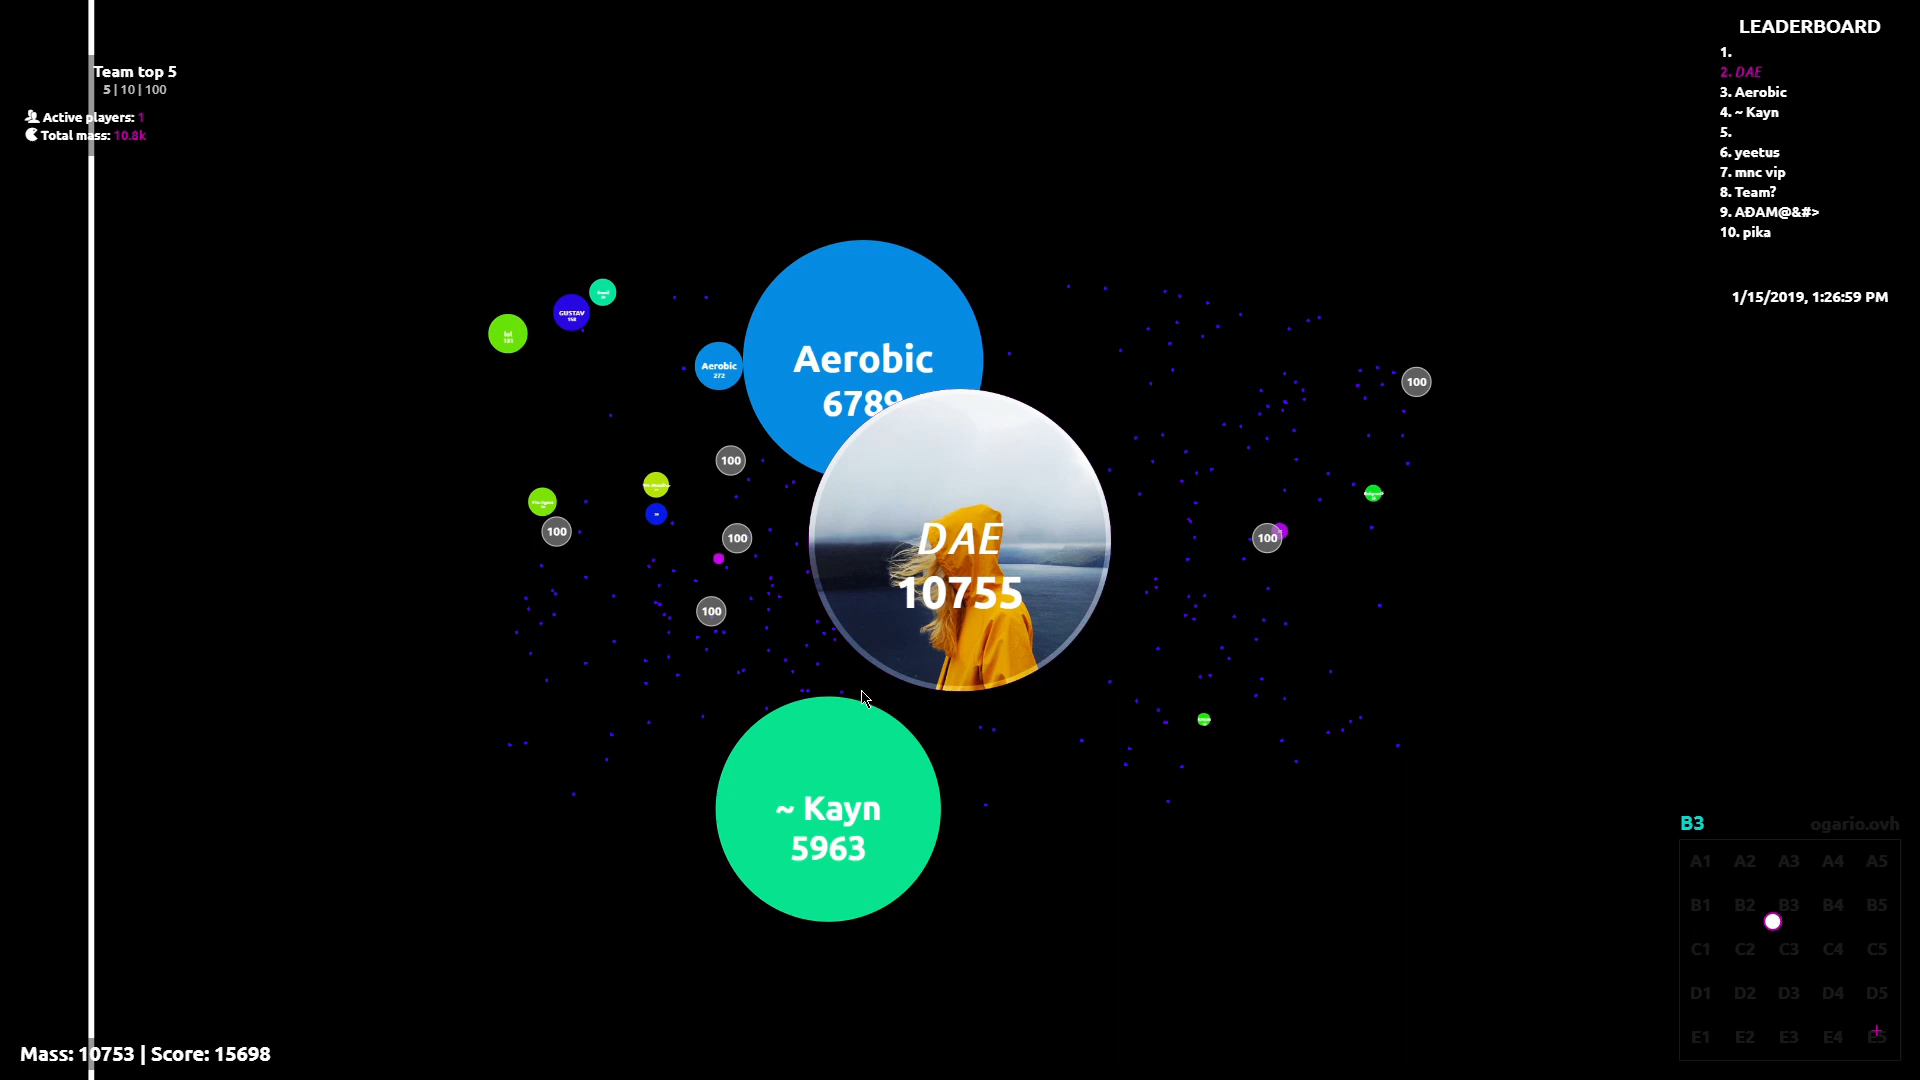 LEADERBOARD
1.
2. DAE
3. Aerobic
4. ~ Kayn
5.
6. yeetus
7. mnc vip
8. Team?
9. AĐAM@&#>
10. pika
1/15/2019, 1:26:59 PM
Team top 5
5 | 10 | 100
Active players: 1
Total mass: 10.8k
GUSTAV
lol
Aerobic
272
Aerobic
6789
100
100
100
100
100
100
100
DAE
10755
~ Kayn
5963
B3
ogario.ovh
A1 A2 A3 A4 A5
B1 B2 B3 B4 B5
C1 C2 C3 C4 C5
D1 D2 D3 D4 D5
E1 E2 E3 E4 E5
Mass: 10753 | Score: 15698